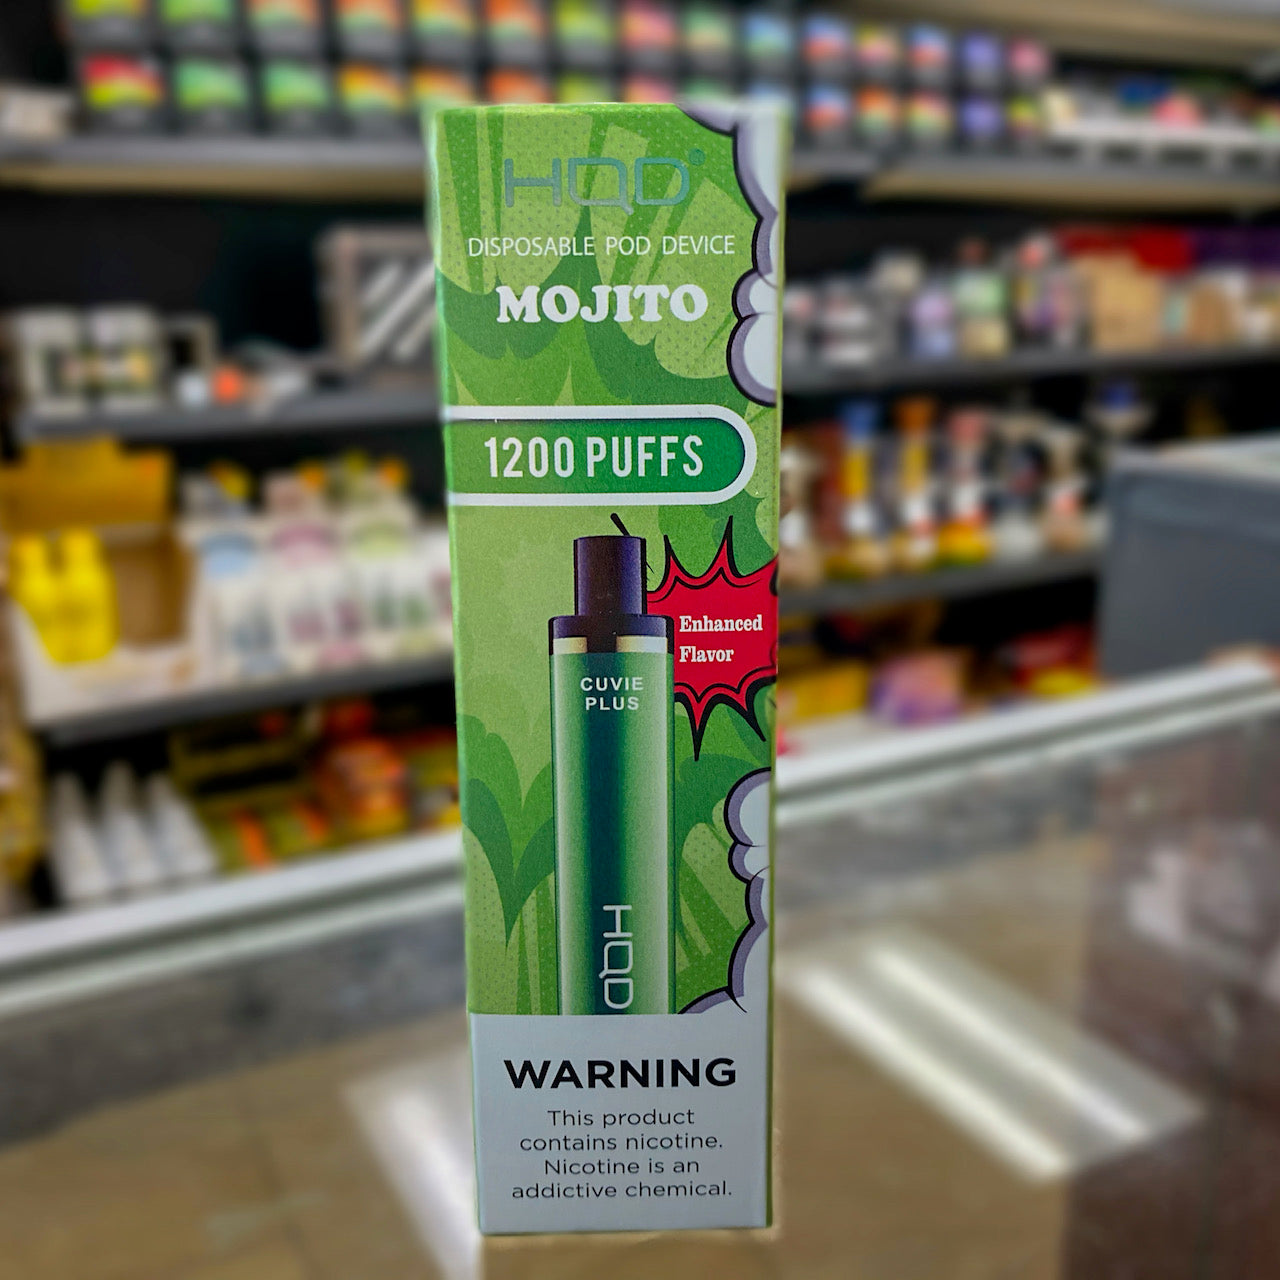 HQD
DISPOSABLE POD DEVICE
MOJITO
1200 PUFFS
Enhanced
Flavor
CUVIE
PLUS
HQD
WARNING
This product
contains nicotine.
Nicotine is an
addictive chemical.